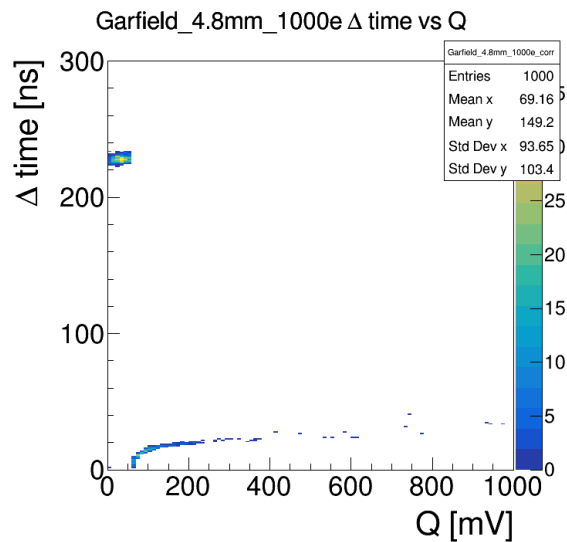 Garfield_4.8mm_1000e Δ time vs Q
Garfield_4.8mm_1000e_corr
Entries 1000
Mean x 69.16
Mean y 149.2
Std Dev x 93.65
Std Dev y 103.4
Δ time [ns]
300
200
100
0
0 200 400 600 800 1000
Q [mV]
25
20
15
10
5
0